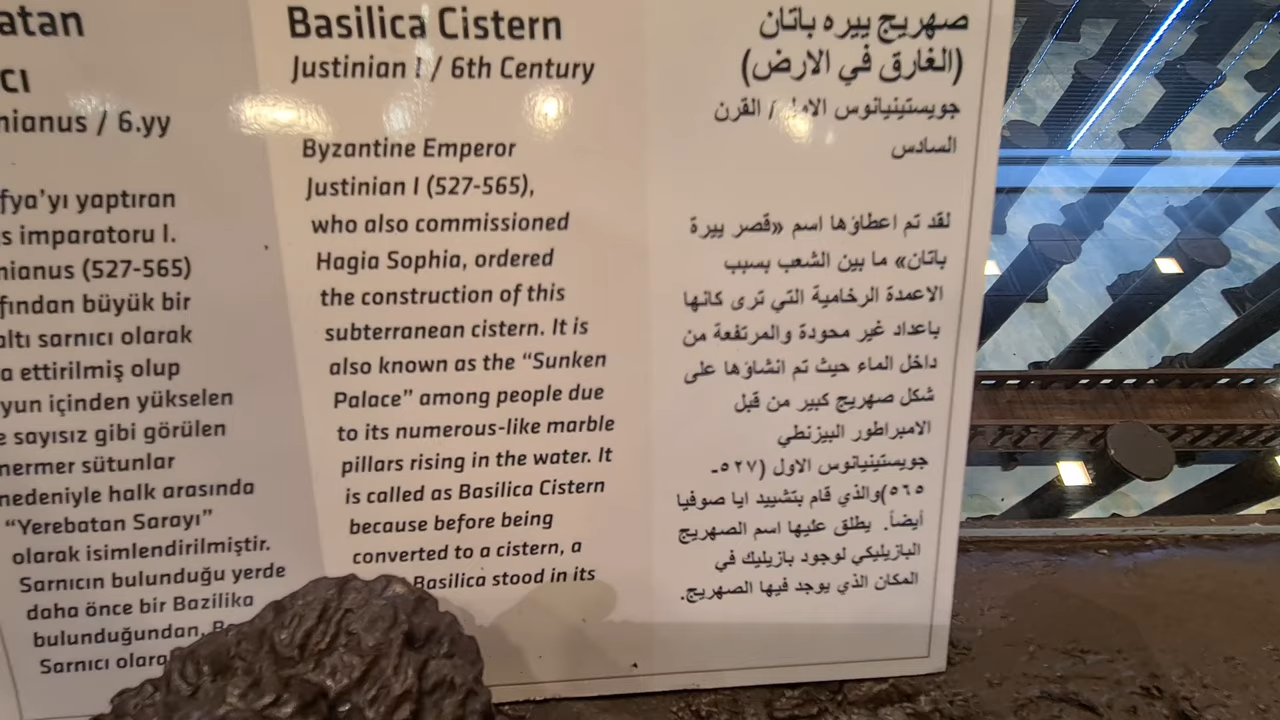 atan
CI
nianus / 6.yy
fya'yı yaptıran
s imparatoru I.
nianus (527-565)
fından büyük bir
altı sarnıcı olarak
a ettirilmiş olup
yun içinden yükselen
e sayısız gibi görülen
mermer sütunlar
nedeniyle halk arasında
"Yerebatan Sarayı"
olarak isimlendirilmiştir.
Sarnıcın bulunduğu yerde
daha önce bir Bazilika
bulunduğundan,
Sarnıcı olara
Basilica Cistern
Justinian I / 6th Century
Byzantine Emperor
Justinian I (527-565),
who also commissioned
Hagia Sophia, ordered
the construction of this
subterranean cistern. It is
also known as the "Sunken
Palace" among people due
to its numerous-like marble
pillars rising in the water. It
is called as Basilica Cistern
because before being
converted to a cistern, a
Basilica stood in its
صهريج ييره باتان
(الغارق في الارض)
جويستينيانوس الاول / القرن
السادس
لقد تم اعطاؤها اسم «قصر ييرة
باتان» ما بين الشعب بسبب
الاعمدة الرخامية التي ترى كانها
باعداد غير محودة والمرتفعة من
داخل الماء حيث تم انشاؤها على
شكل صهريج كبير من قبل
الامبراطور البيزنطي
جويستينيانوس الاول (٥٢٧-
٥٦٥)والذي قام بتشييد ايا صوفيا
أيضاً. يطلق عليها اسم الصهريج
البازيليكي لوجود بازيليك في
المكان الذي يوجد فيها الصهريج.